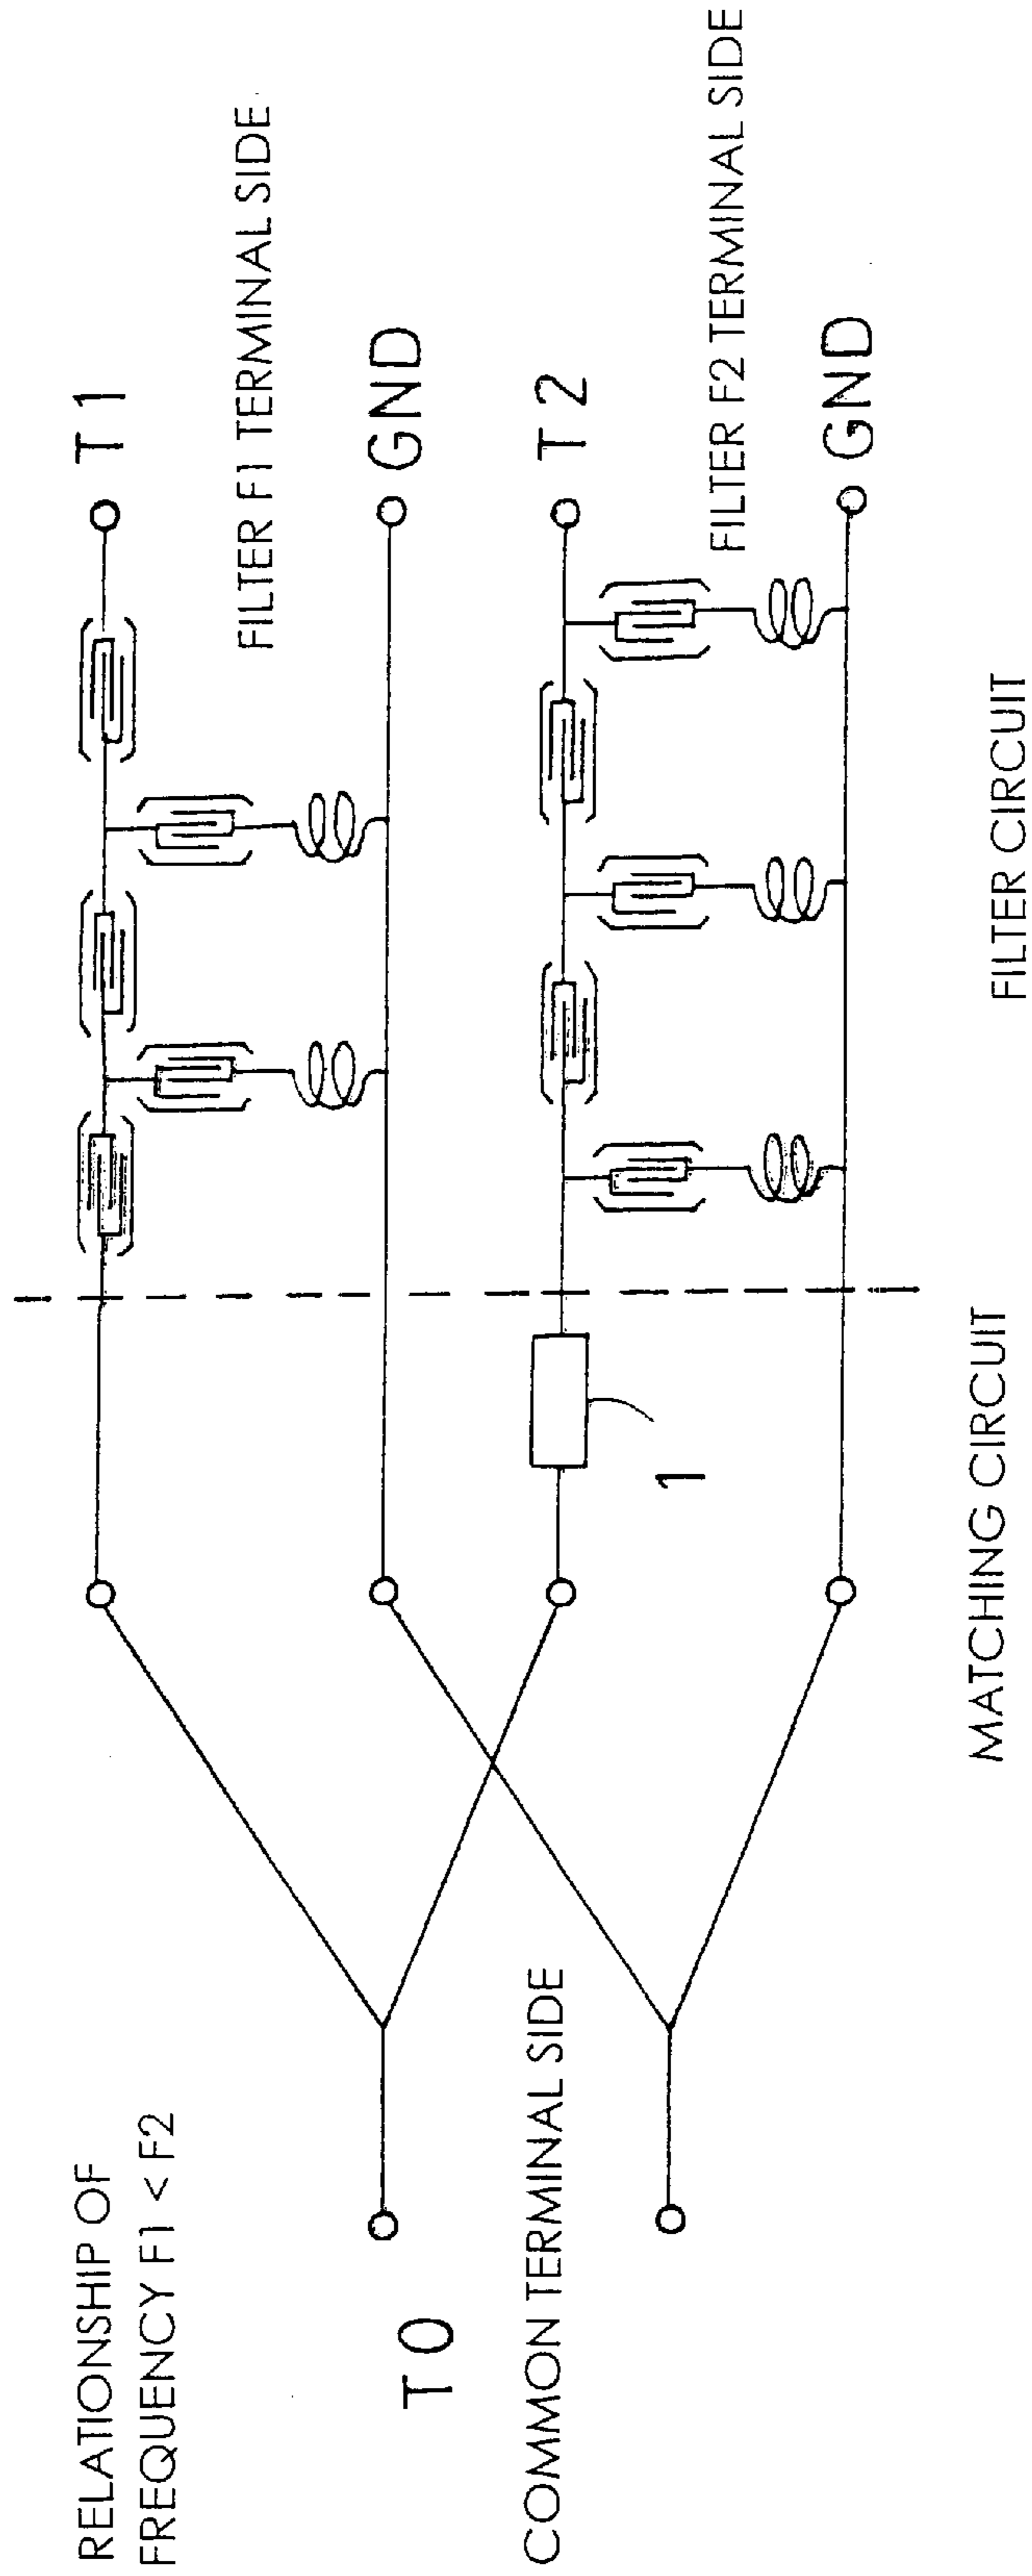 RELATIONSHIP OF
FREQUENCY F1 < F2
T0
COMMON TERMINAL SIDE
T1
FILTER F1 TERMINAL SIDE
GND
1
T2
FILTER F2 TERMINAL SIDE
GND
MATCHING CIRCUIT
FILTER CIRCUIT